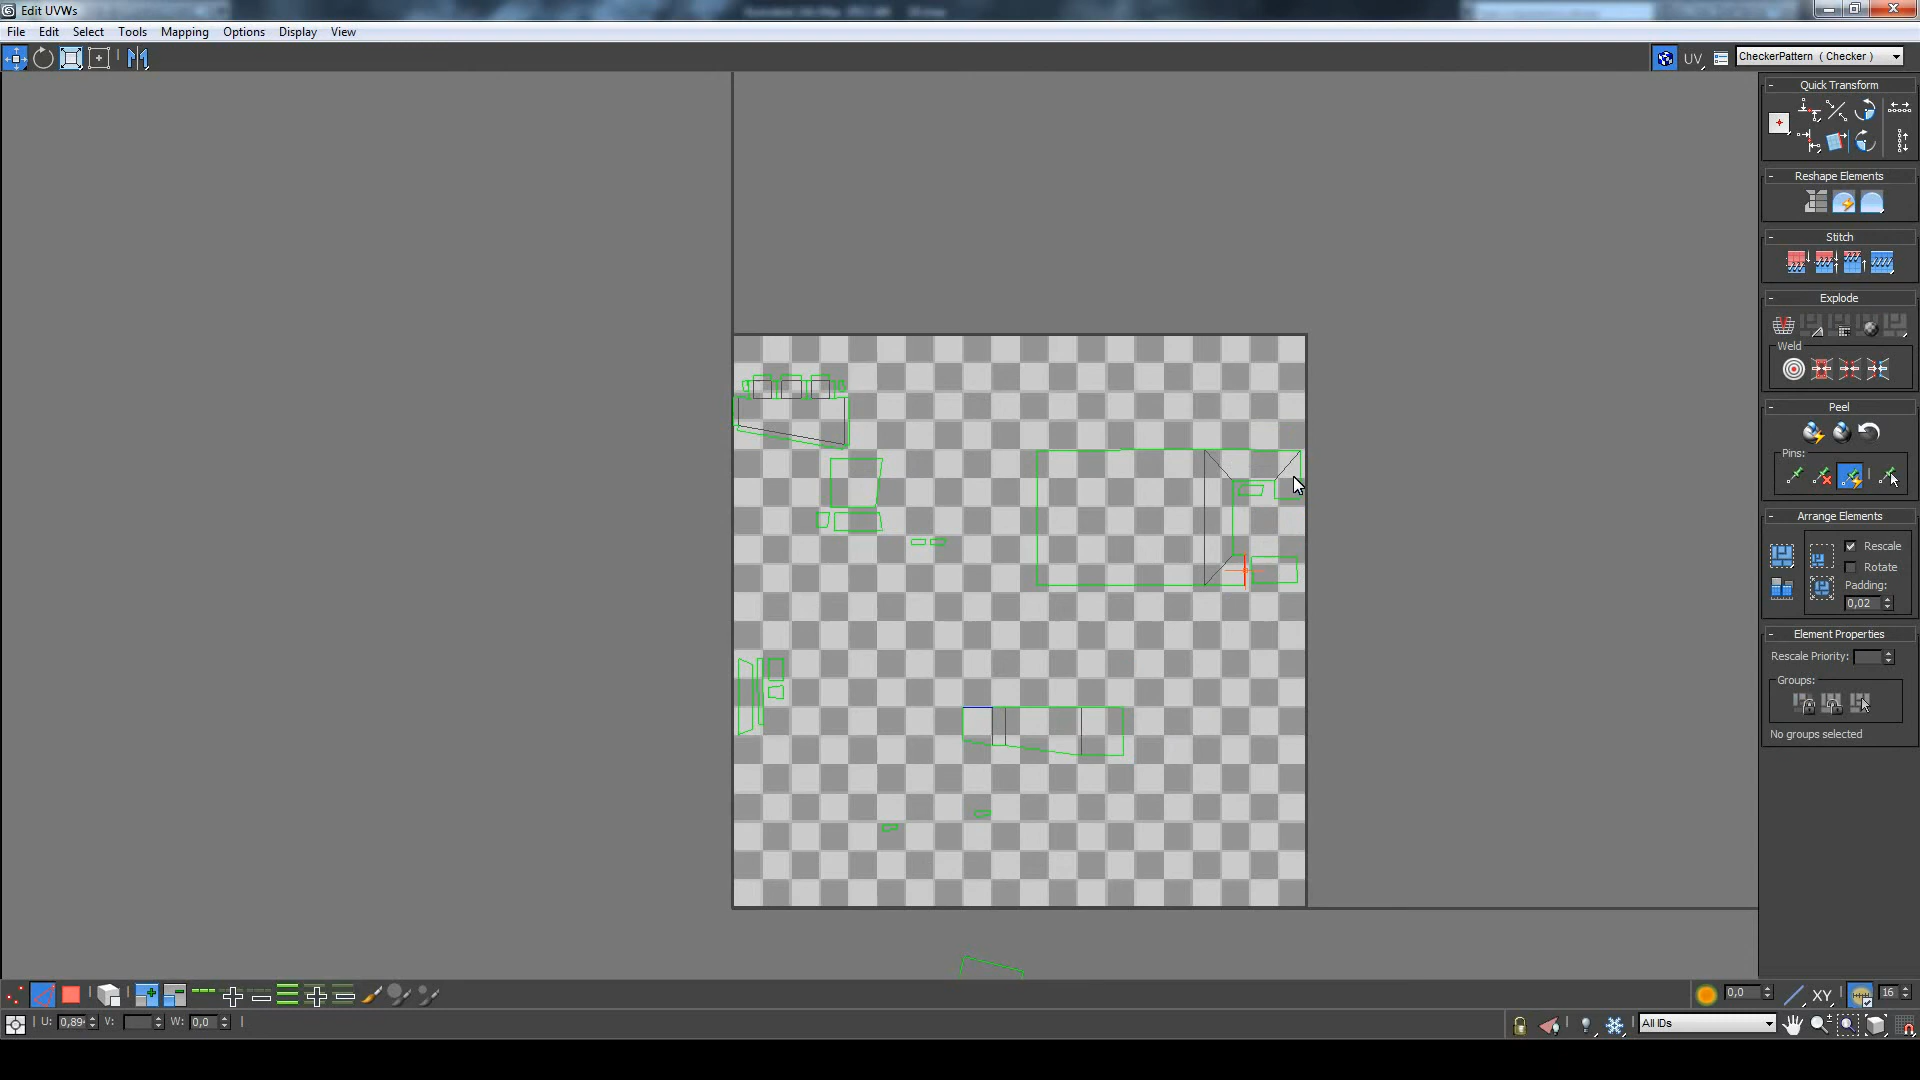 Edit UVWs
File Edit Select Tools Mapping Options Display View
UV CheckerPattern ( Checker )
- Quick Transform
- Reshape Elements
- Stitch
- Explode
Weld
- Peel
Pins:
- Arrange Elements
Rescale
Rotate
Padding:
0,02
- Element Properties
Rescale Priority:
Groups:
No groups selected
0,0 XY 16
U: 0,89 V: W: 0,0 All IDs